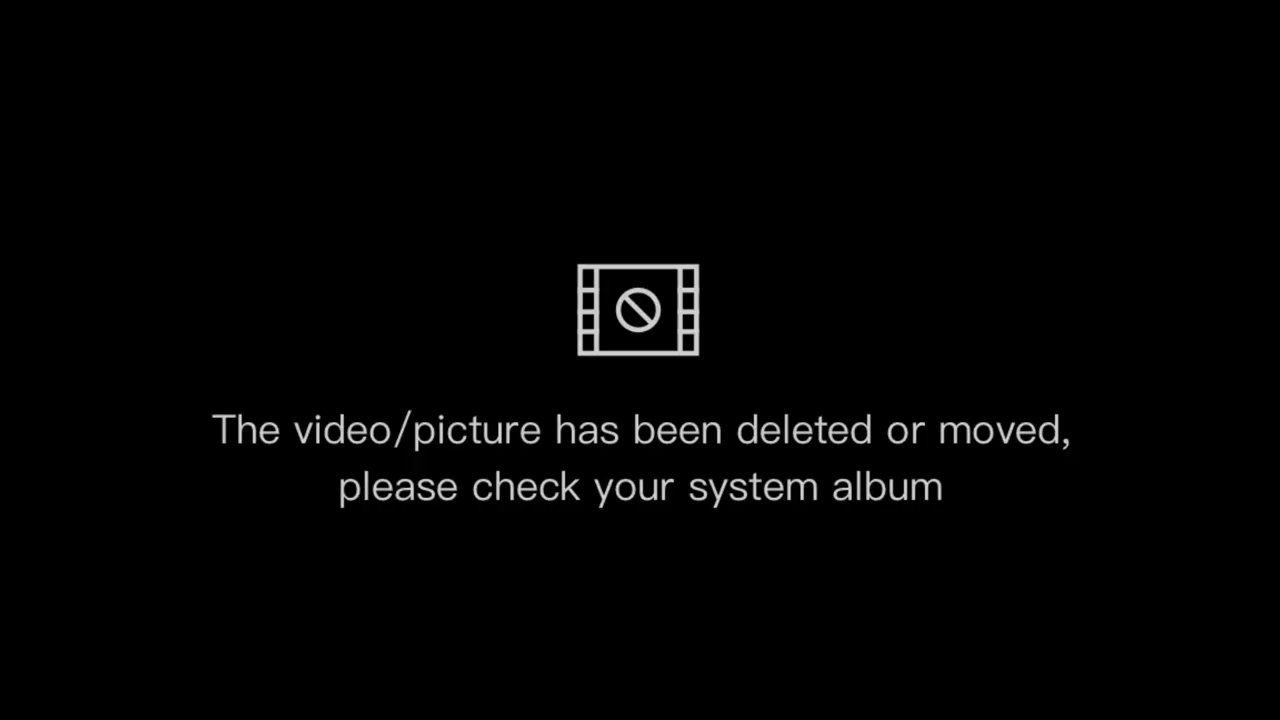 The video/picture has been deleted or moved,
please check your system album